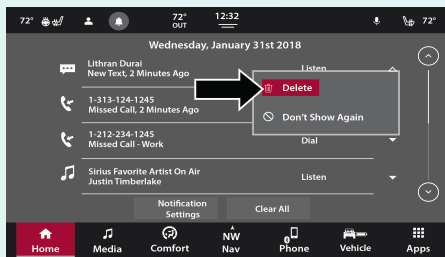 72° 72° 12:32 72°
OUT
Wednesday, January 31st 2018
Lithran Durai
New Text, 2 Minutes Ago
Listen
Delete
1-313-124-1245
Missed Call, 2 Minutes Ago
Don't Show Again
1-212-234-1245
Missed Call - Work
Dial
Sirius Favorite Artist On Air
Justin Timberlake
Listen
Notification
Settings
Clear All
NW
Home Media Comfort Nav Phone Vehicle Apps